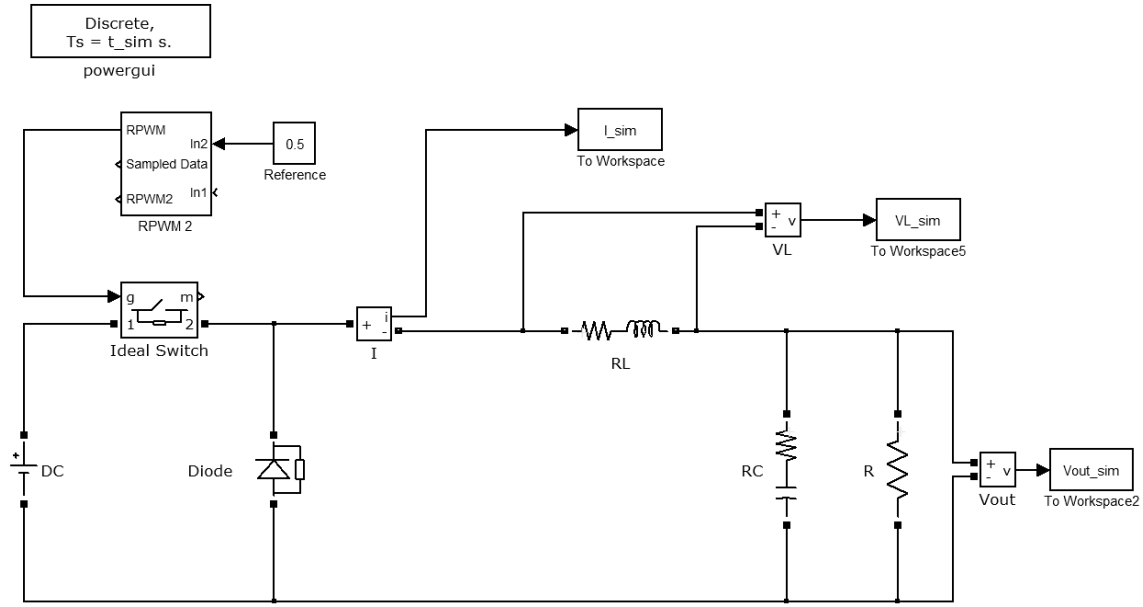 Discrete,
Ts = t_sim s.
powergui
RPWM
In2
Sampled Data
RPWM2
In1
RPWM 2
0.5
Reference
I_sim
To Workspace
+
-
v
VL
VL_sim
To Workspace5
g
m
1
2
Ideal Switch
+
i
-
I
RL
+
DC
Diode
RC
R
+
-
v
Vout
Vout_sim
To Workspace2